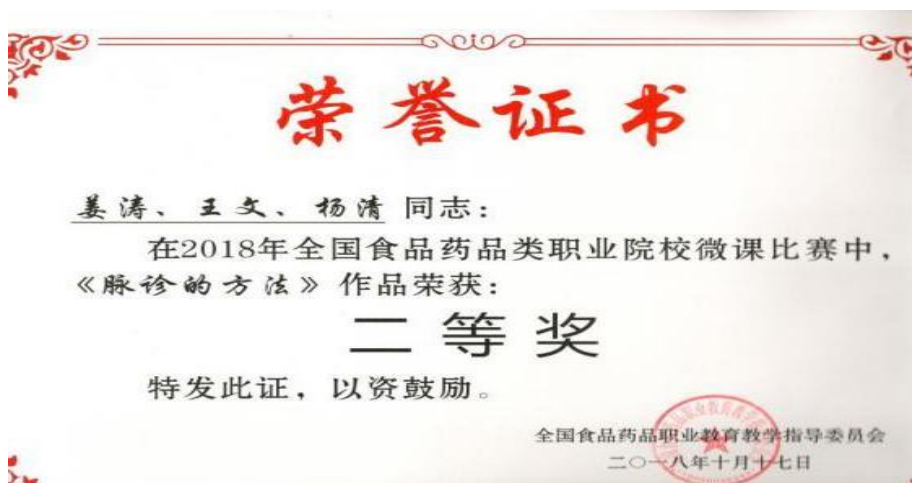 荣誉证书
姜涛、王文、杨清 同志：
在2018年全国食品药品类职业院校微课比赛中，
《脉诊的方法》作品荣获：
二等奖
特发此证，以资鼓励。
全国食品药品职业教育教学指导委员会
二〇一八年十月十七日